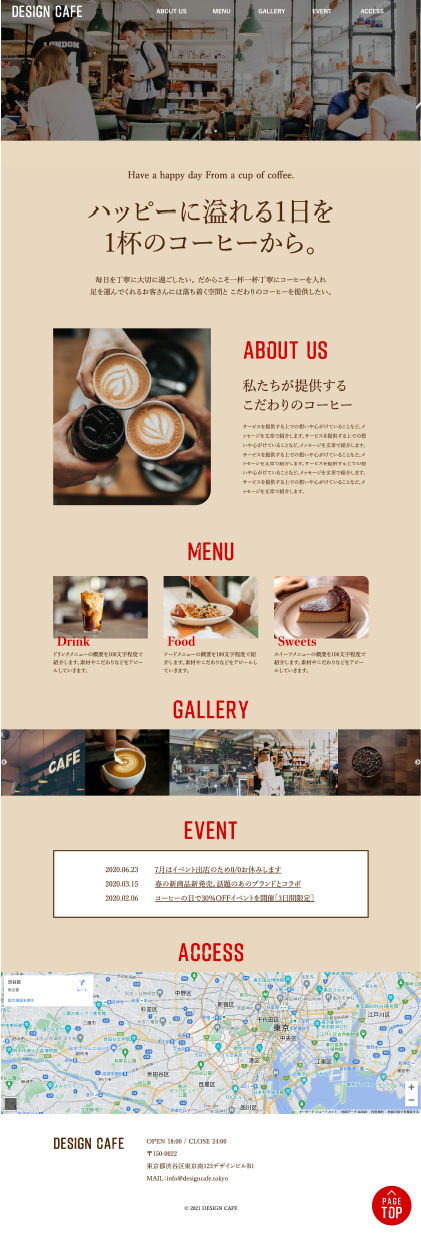 DESIGN CAFE
ABOUT US
MENU
GALLERY
EVENT
ACCESS
LONDON
Have a happy day From a cup of coffee.
ハッピーに溢れる1日を
1杯のコーヒーから。
毎日を丁寧に大切に過ごしたい。だからこそ一杯一杯丁寧にコーヒーを入れ
足を運んでくれるお客さんには落ち着く空間と こだわりのコーヒーを提供したい。
ABOUT US
私たちが提供する
こだわりのコーヒー
サービスを提供する上での想いや心がけていることなど、メ
ッセージを文章で紹介します。サービスを提供する上での想
いや心がけていることなど、メッセージを文章で紹介します。
サービスを提供する上での想いや心がけていることなど、メ
ッセージを文章で紹介します。サービスを提供する上での想
いや心がけていることなど、メッセージを文章で紹介します。
サービスを提供する上での想いや心がけていることなど、メ
ッセージを文章で紹介します。
MENU
Drink
ドリンクメニューの概要を100文字程度で
紹介します。素材やこだわりなどをアピー
ルしていきます。
Food
フードメニューの概要を100文字程度で紹
介します。素材やこだわりなどをアピールし
ていきます。
Sweets
スイーツメニューの概要を100文字程度で
紹介します。素材やこだわりなどをアピー
ルしていきます。
GALLERY
CAFE
EVENT
2020.06.23 7月はイベント出店のため0/0お休みします
2020.03.15 春の新商品新発売。話題のあのブランドとコラボ
2020.02.06 コーヒーの日で30%OFFイベントを開催「3日間限定」
ACCESS
渋谷区
東京都
ルート
拡大地図を表示
中野区
新宿区
杉並区
千代田区
東京
中央区
江戸川区
江東区
港区
世田谷区
目黒区
品川区
三鷹市
DESIGN CAFE
OPEN 18:00 / CLOSE 24:00
〒150-0022
東京都渋谷区東京南123デザインビルB1
MAIL:info@designcafe.tokyo
PAGE
TOP
© 2021 DESIGN CAFE